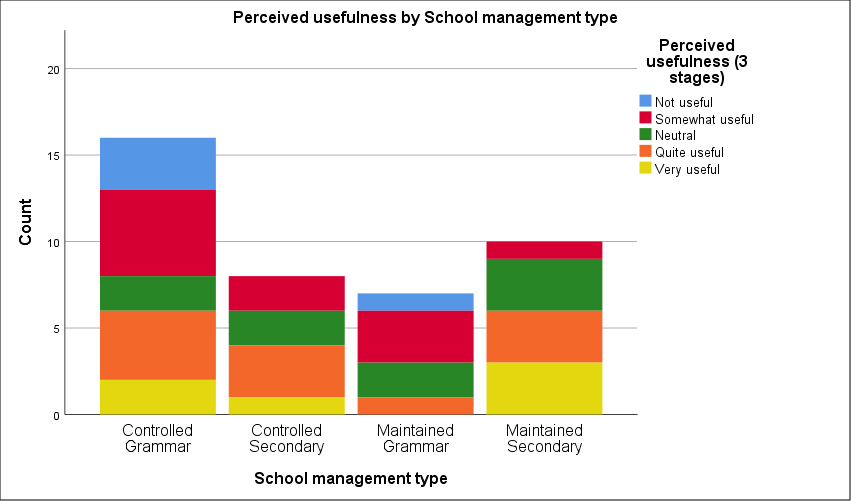 Perceived usefulness by School management type
Perceived
usefulness (3
stages)
Not useful
Somewhat useful
Neutral
Quite useful
Very useful
Count
20
15
10
5
0
Controlled
Grammar
Controlled
Secondary
Maintained
Grammar
Maintained
Secondary
School management type